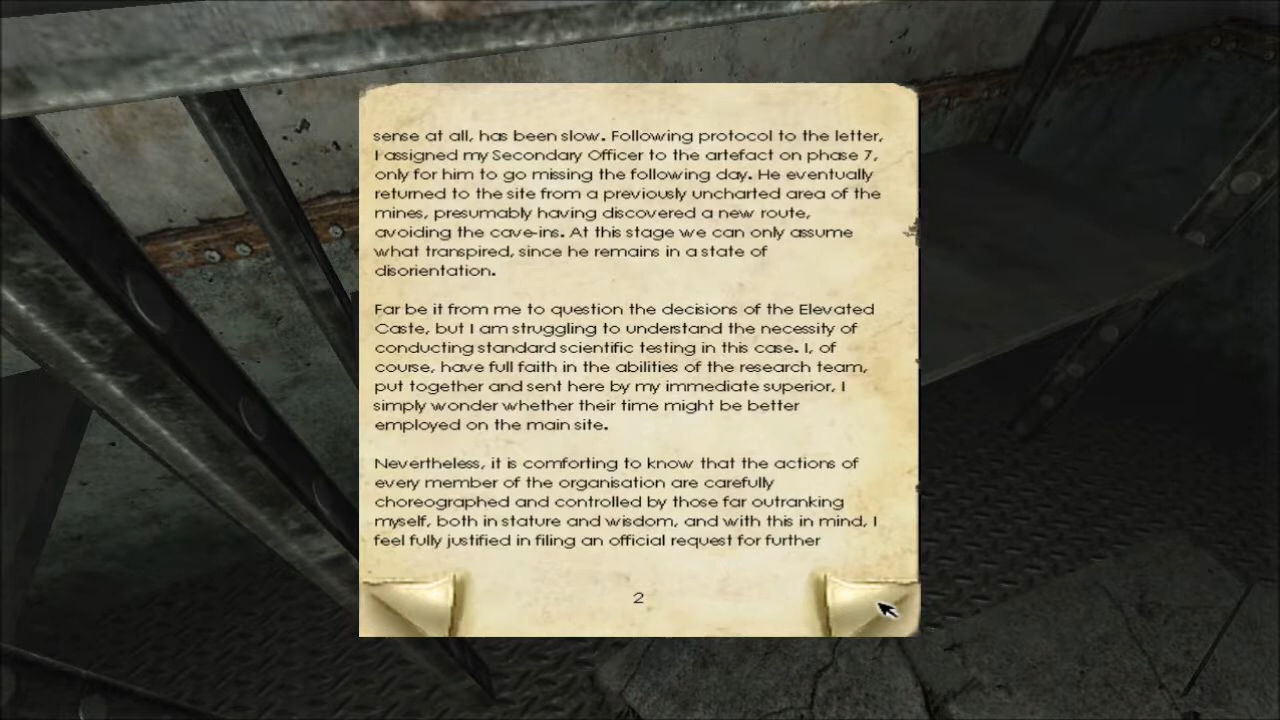 sense at all, has been slow. Following protocol to the letter,
I assigned my Secondary Officer to the artefact on phase 7,
only for him to go missing the following day. He eventually
returned to the site from a previously uncharted area of the
mines, presumably having discovered a new route,
avoiding the cave-ins. At this stage we can only assume
what transpired, since he remains in a state of
disorientation.
Far be it from me to question the decisions of the Elevated
Caste, but I am struggling to understand the necessity of
conducting standard scientific testing in this case. I, of
course, have full faith in the abilities of the research team,
put together and sent here by my immediate superior, I
simply wonder whether their time might be better
employed on the main site.
Nevertheless, it is comforting to know that the actions of
every member of the organisation are carefully
choreographed and controlled by those far outranking
myself, both in stature and wisdom, and with this in mind, I
feel fully justified in filing an official request for further
2